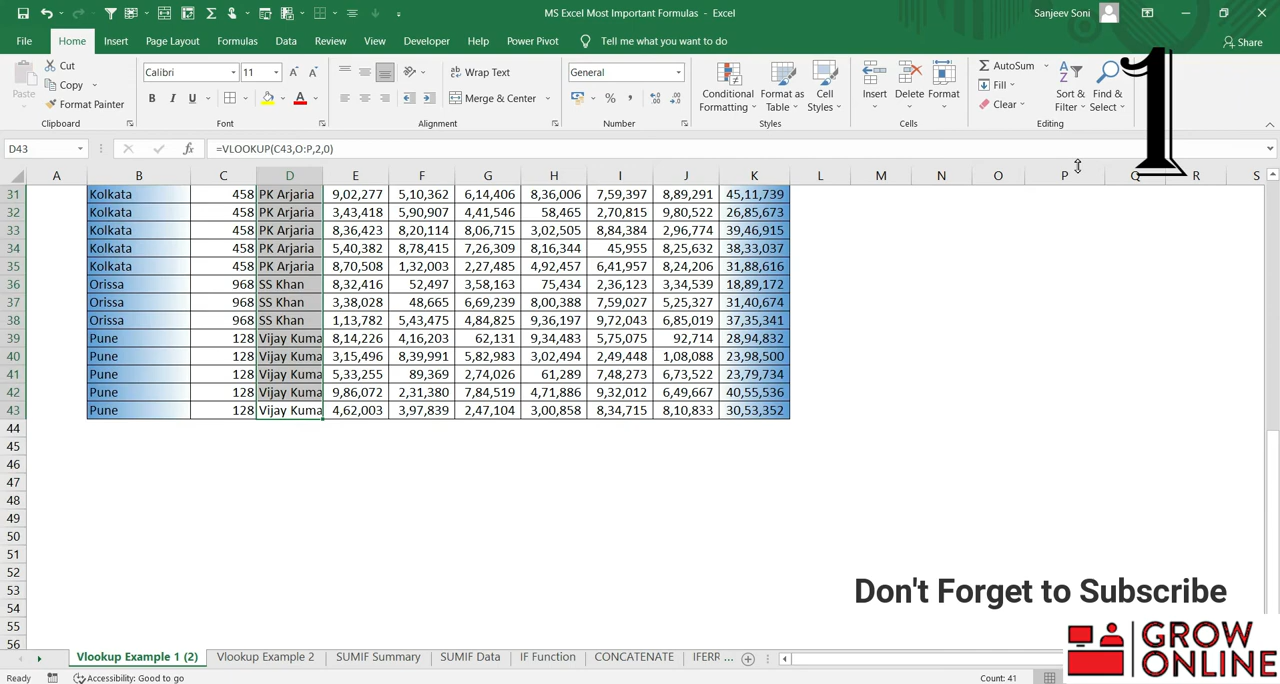 MS Excel Most Important Formulas - Excel
Sanjeev Soni
File Home Insert Page Layout Formulas Data Review View Developer Help Power Pivot Tell me what you want to do
Share
Paste
Cut
Copy
Format Painter
Clipboard
Calibri 11
B I U A
Font
Wrap Text
Merge & Center
Alignment
General
%
Number
Conditional Formatting
Format as Table
Cell Styles
Styles
Insert Delete Format
Cells
AutoSum
Fill
Clear
Sort & Filter
Find & Select
Editing
1
D43 fx =VLOOKUP(C43,O:P,2,0)
A B C D E F G H I J K L M N O P Q R S
31 Kolkata 458 PK Arjaria 9,02,277 5,10,362 6,14,406 8,36,006 7,59,397 8,89,291 45,11,739
32 Kolkata 458 PK Arjaria 3,43,418 5,90,907 4,41,546 58,465 2,70,815 9,80,522 26,85,673
33 Kolkata 458 PK Arjaria 8,36,423 8,20,114 8,06,715 3,02,505 8,84,384 2,96,774 39,46,915
34 Kolkata 458 PK Arjaria 5,40,382 8,78,415 7,26,309 8,16,344 45,955 8,25,632 38,33,037
35 Kolkata 458 PK Arjaria 8,70,508 1,32,003 2,27,485 4,92,457 6,41,957 8,24,206 31,88,616
36 Orissa 968 SS Khan 8,32,416 52,497 3,58,163 75,434 2,36,123 3,34,539 18,89,172
37 Orissa 968 SS Khan 3,38,028 48,665 6,69,239 8,00,388 7,59,027 5,25,327 31,40,674
38 Orissa 968 SS Khan 1,13,782 5,43,475 4,84,825 9,36,197 9,72,043 6,85,019 37,35,341
39 Pune 128 Vijay Kuma 8,14,226 4,16,203 62,131 9,34,483 5,75,075 92,714 28,94,832
40 Pune 128 Vijay Kuma 3,15,496 8,39,991 5,82,983 3,02,494 2,49,448 1,08,088 23,98,500
41 Pune 128 Vijay Kuma 5,33,255 89,369 2,74,026 61,289 7,48,273 6,73,522 23,79,734
42 Pune 128 Vijay Kuma 9,86,072 2,31,380 7,84,519 4,71,886 9,32,012 6,49,667 40,55,536
43 Pune 128 Vijay Kuma 4,62,003 3,97,839 2,47,104 3,00,858 8,34,715 8,10,833 30,53,352
44
45
46
47
48
49
50
51
52
53
54
55
56
Don't Forget to Subscribe
GROW
ONLINE
Vlookup Example 1 (2) Vlookup Example 2 SUMIF Summary SUMIF Data IF Function CONCATENATE IFERR ...
Ready Accessibility: Good to go Count: 41